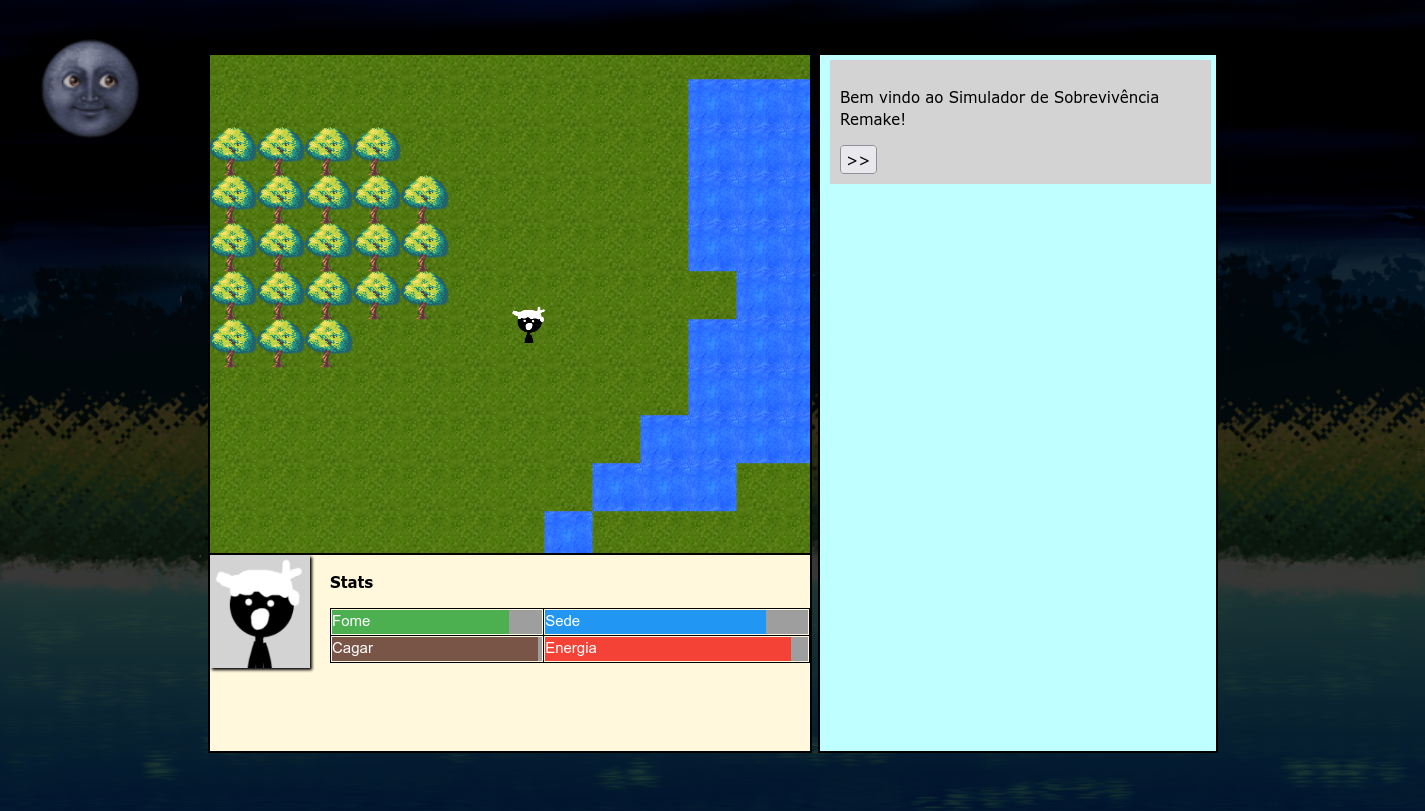 Bem vindo ao Simulador de Sobrevivência
Remake!
>>
Stats
Fome
Sede
Cagar
Energia